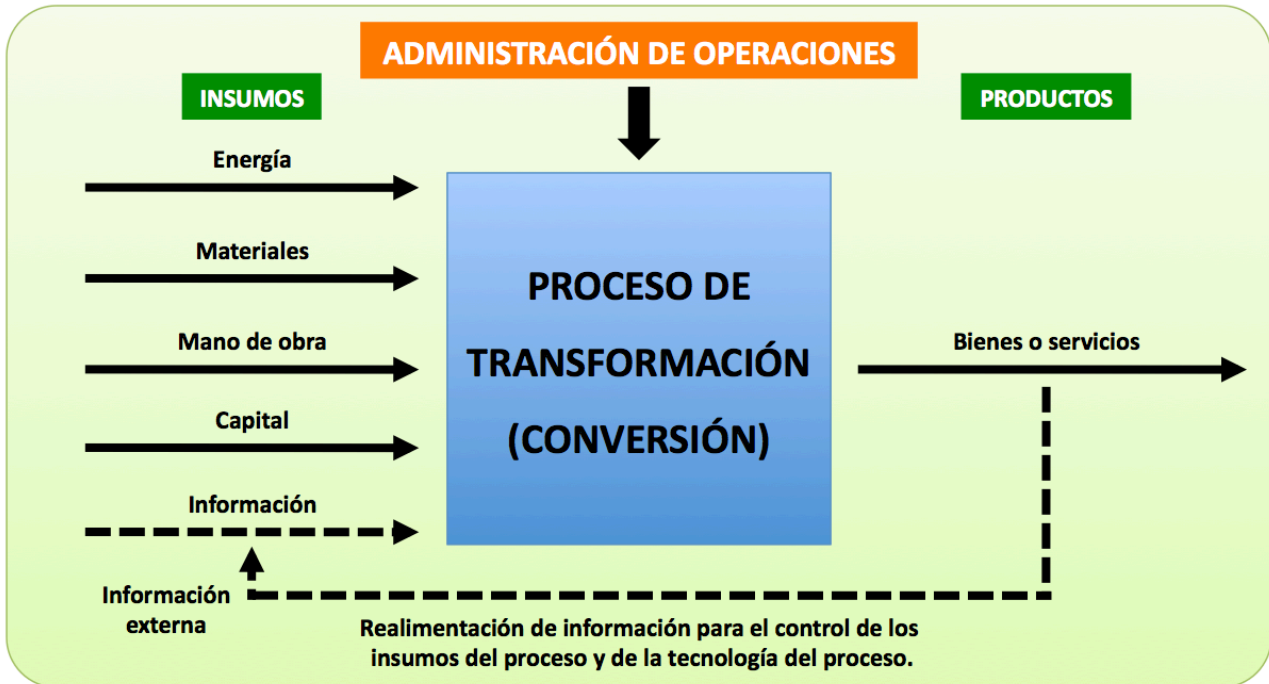 ADMINISTRACIÓN DE OPERACIONES
INSUMOS
PRODUCTOS
Energía
Materiales
Mano de obra
Capital
Información
Información
externa
PROCESO DE
TRANSFORMACIÓN
(CONVERSIÓN)
Bienes o servicios
Realimentación de información para el control de los
insumos del proceso y de la tecnología del proceso.